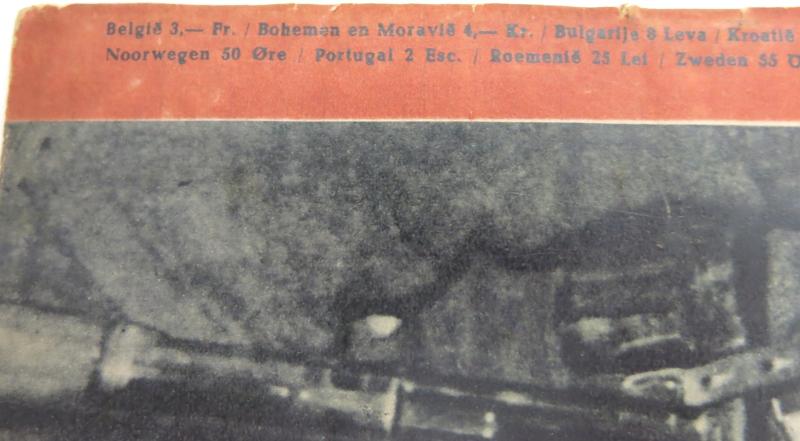 België 3,— Fr. / Bohemen en Moravië 4,— Kr. / Bulgarije 8 Leva / Kroatië
Noorwegen 50 Øre / Portugal 2 Esc. / Roemenië 25 Lei / Zweden 55